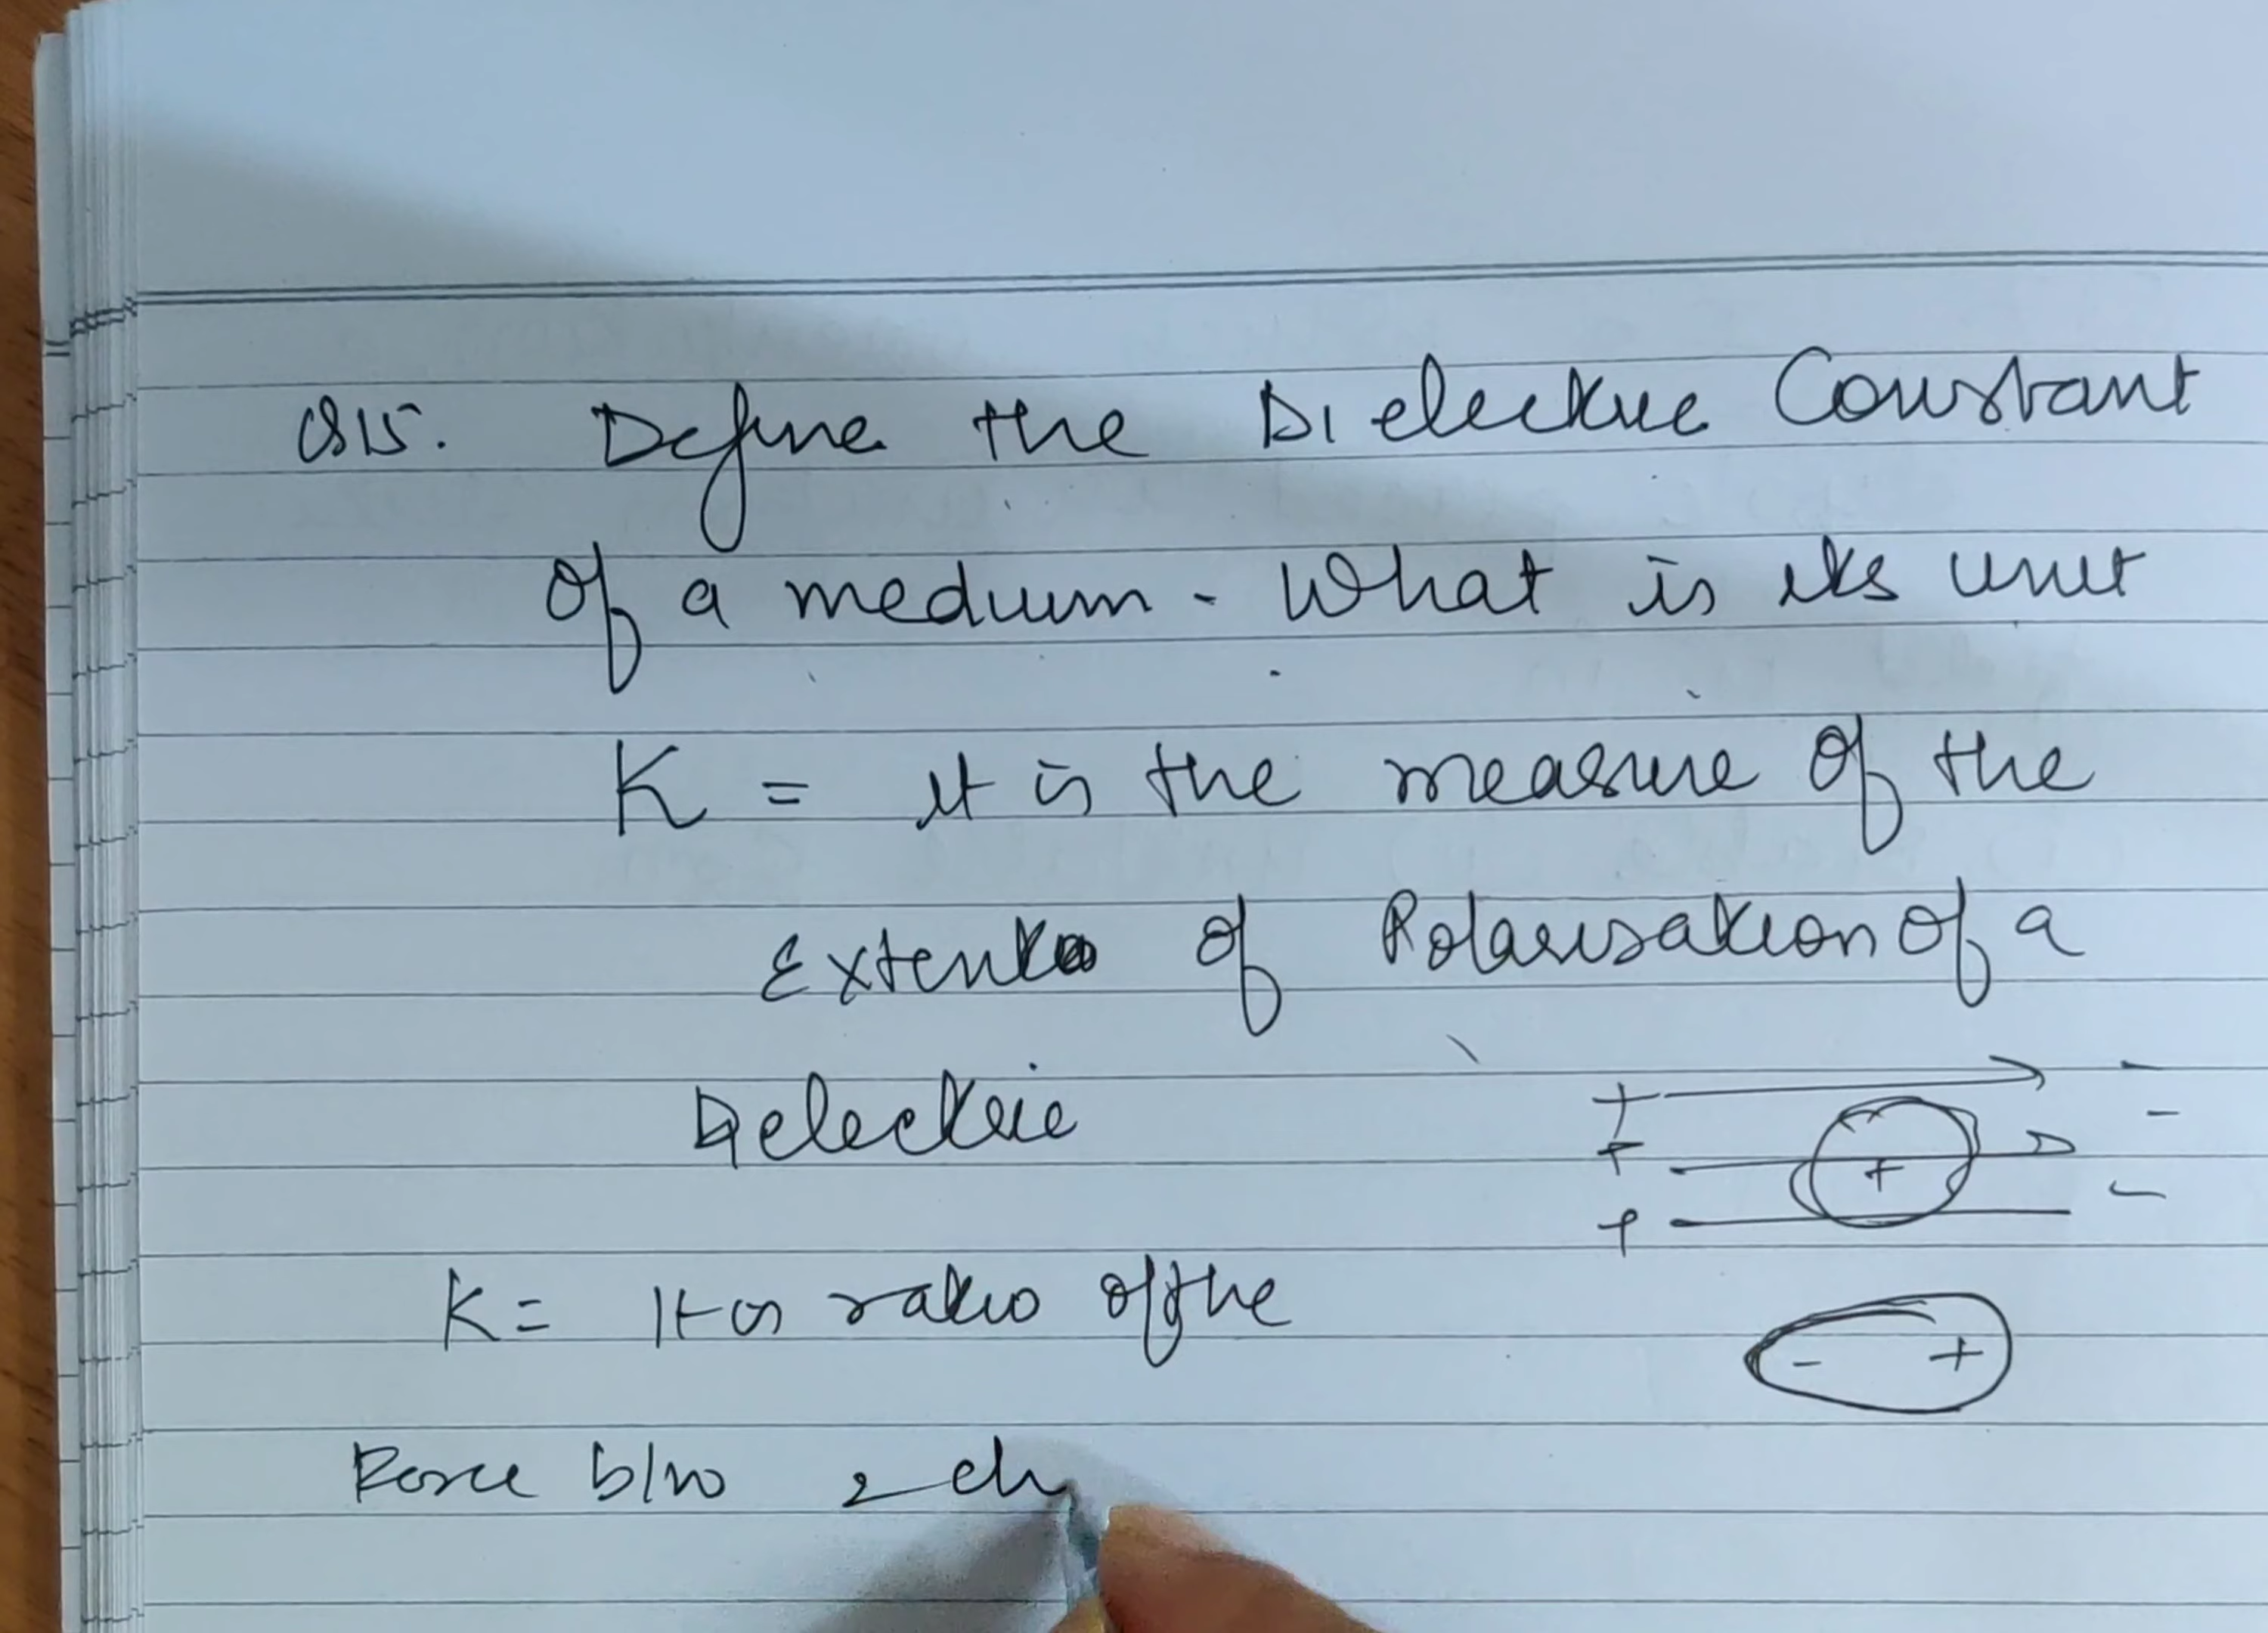 Q15. Define the Dielectric Constant
of a medium. What is its unit
K = it is the measure of the
Extent of Polarisation of a
Dielectric
+ -
+ -
+
+ -
K = It is ratio of the
- +
Force b/w 2 ch